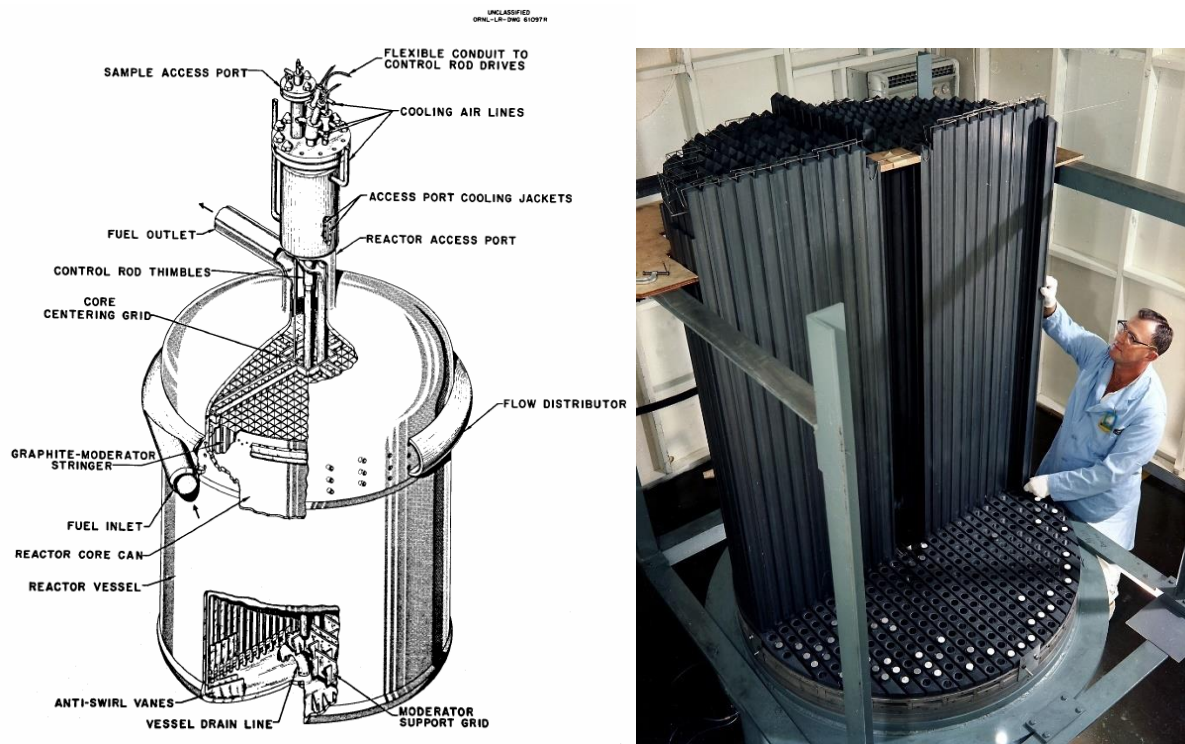 UNCLASSIFIED
ORNL-LR-DWG 61097R
FLEXIBLE CONDUIT TO
CONTROL ROD DRIVES
SAMPLE ACCESS PORT
COOLING AIR LINES
ACCESS PORT COOLING JACKETS
FUEL OUTLET
REACTOR ACCESS PORT
CONTROL ROD THIMBLES
CORE
CENTERING GRID
FLOW DISTRIBUTOR
GRAPHITE-MODERATOR
STRINGER
FUEL INLET
REACTOR CORE CAN
REACTOR VESSEL
ANTI-SWIRL VANES
VESSEL DRAIN LINE
MODERATOR
SUPPORT GRID